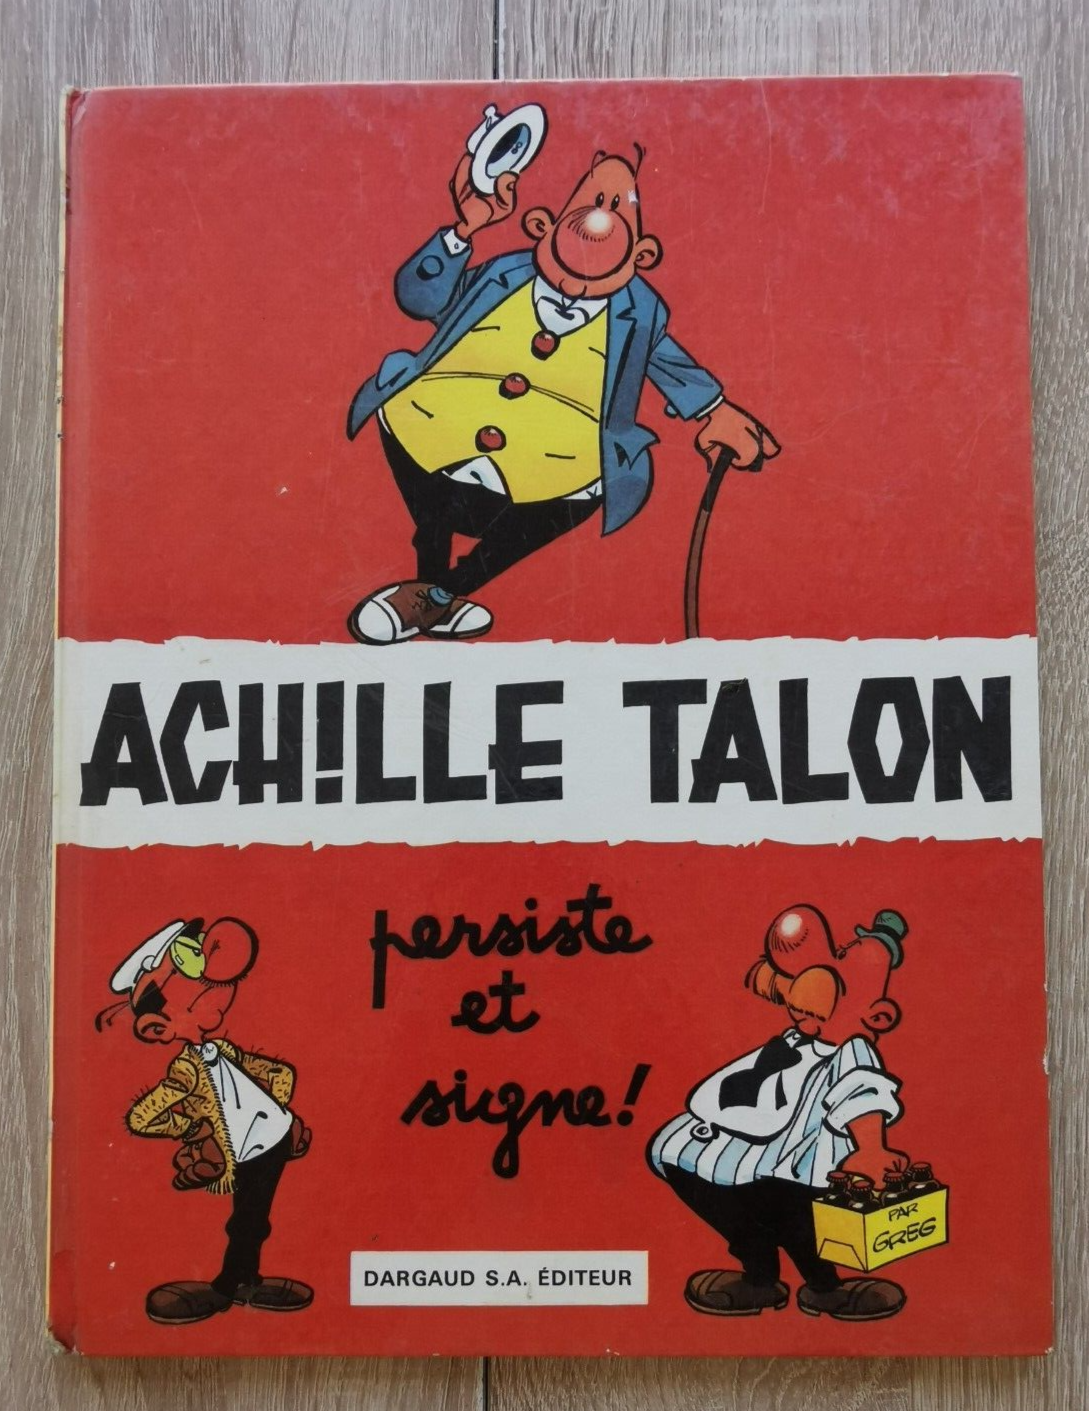 ACH!LLE TALON
persiste
et
signe!
PAR
GREG
DARGAUD S.A. ÉDITEUR